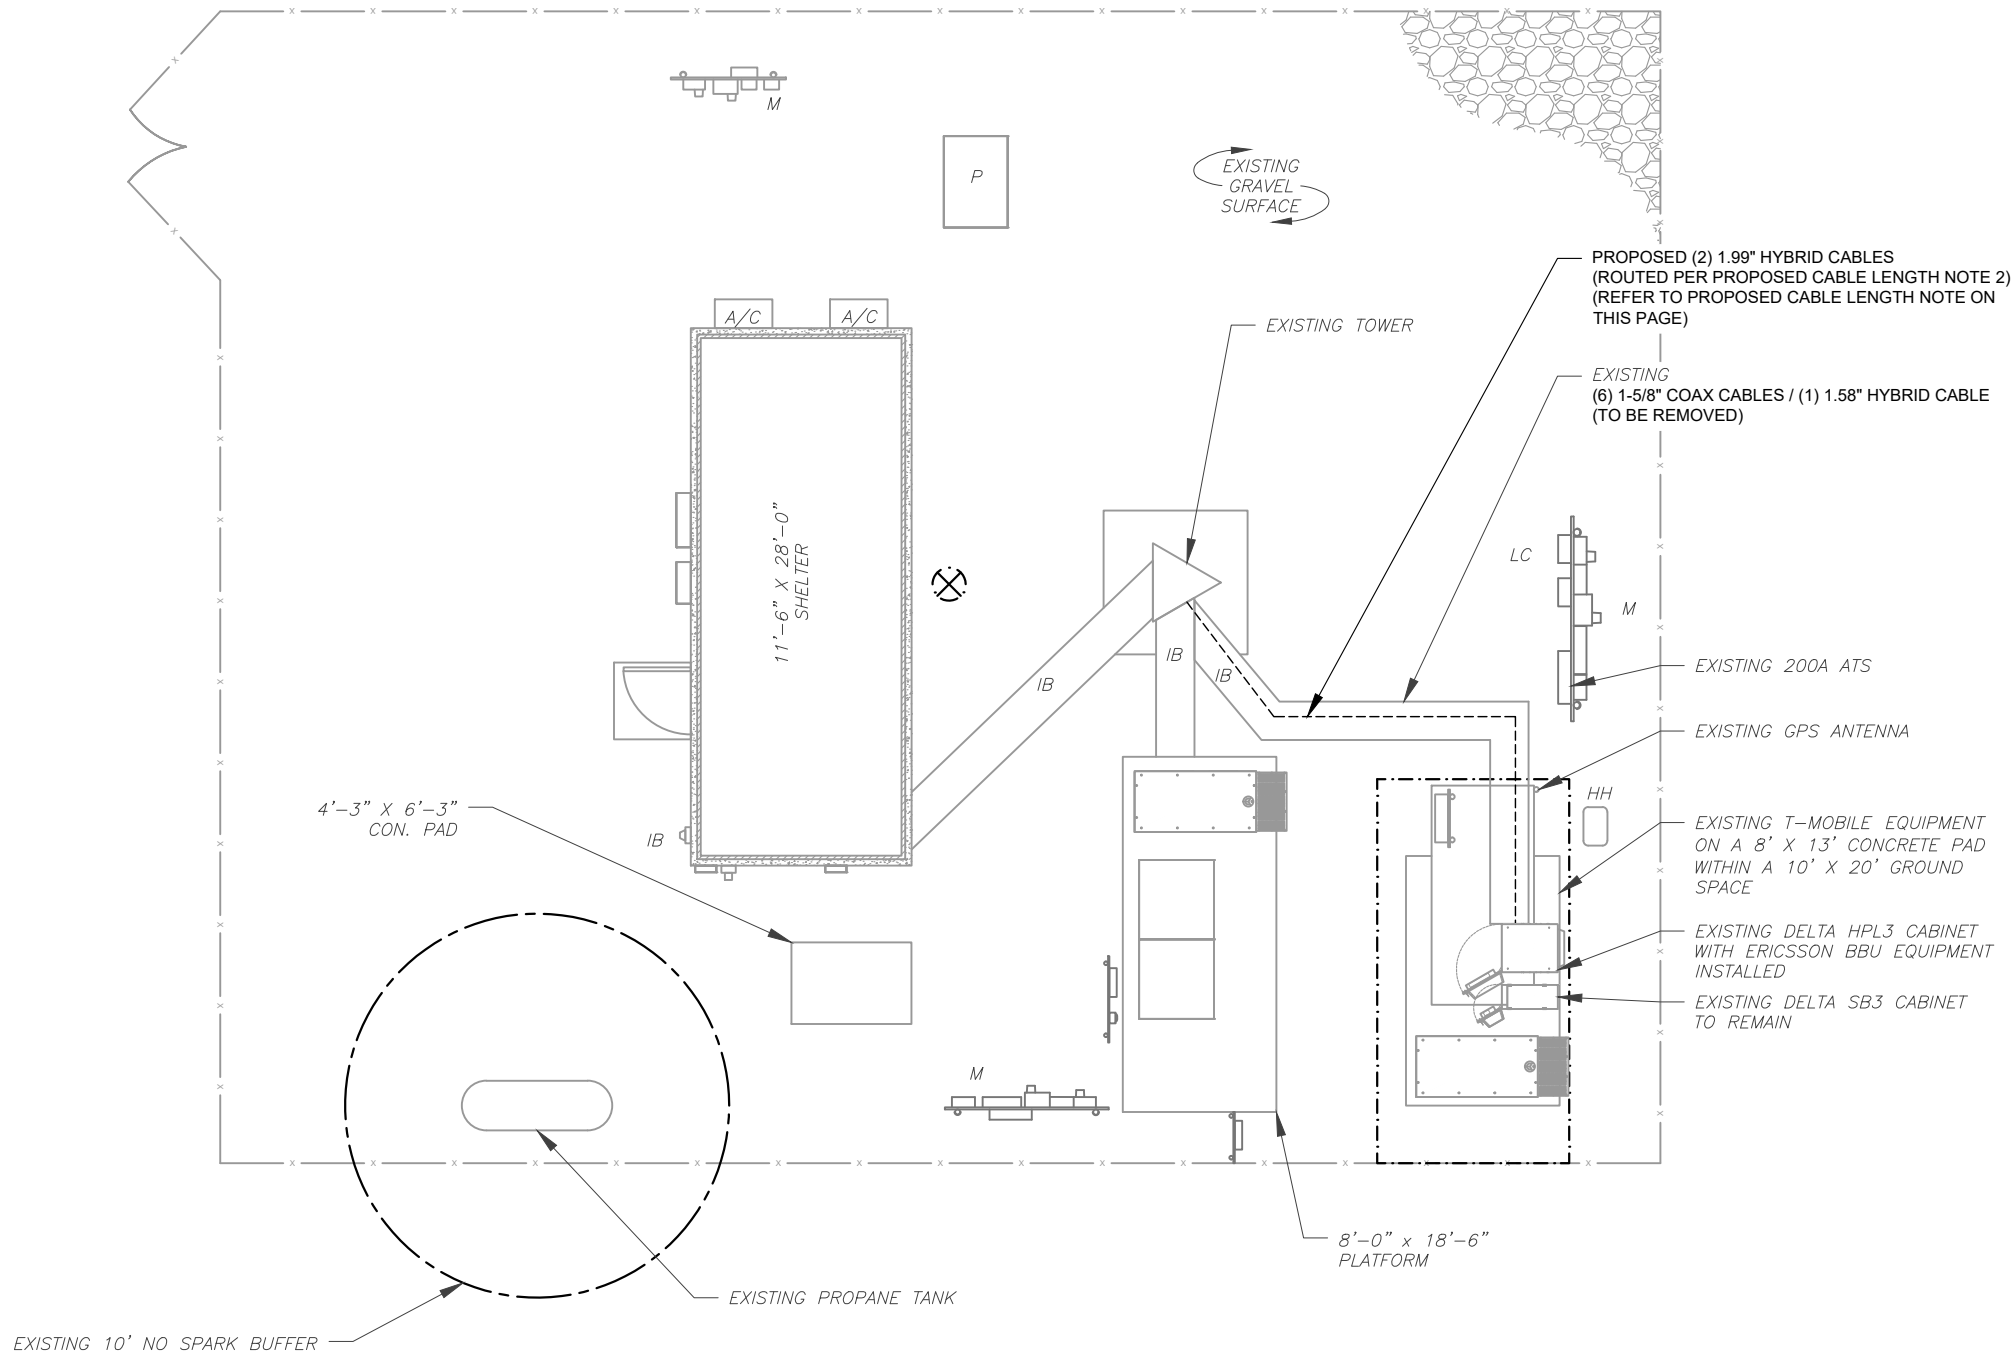 M
P
EXISTING
GRAVEL
SURFACE
PROPOSED (2) 1.99" HYBRID CABLES
(ROUTED PER PROPOSED CABLE LENGTH NOTE 2)
(REFER TO PROPOSED CABLE LENGTH NOTE ON
THIS PAGE)
A/C
A/C
EXISTING TOWER
EXISTING
(6) 1-5/8" COAX CABLES / (1) 1.58" HYBRID CABLE
(TO BE REMOVED)
11'-6" X 28'-0"
SHELTER
LC
M
IB
IB
IB
EXISTING 200A ATS
EXISTING GPS ANTENNA
HH
4'-3" X 6'-3"
CON. PAD
IB
EXISTING T-MOBILE EQUIPMENT
ON A 8' X 13' CONCRETE PAD
WITHIN A 10' X 20' GROUND
SPACE
EXISTING DELTA HPL3 CABINET
WITH ERICSSON BBU EQUIPMENT
INSTALLED
EXISTING DELTA SB3 CABINET
TO REMAIN
M
8'-0" x 18'-6"
PLATFORM
EXISTING PROPANE TANK
EXISTING 10' NO SPARK BUFFER